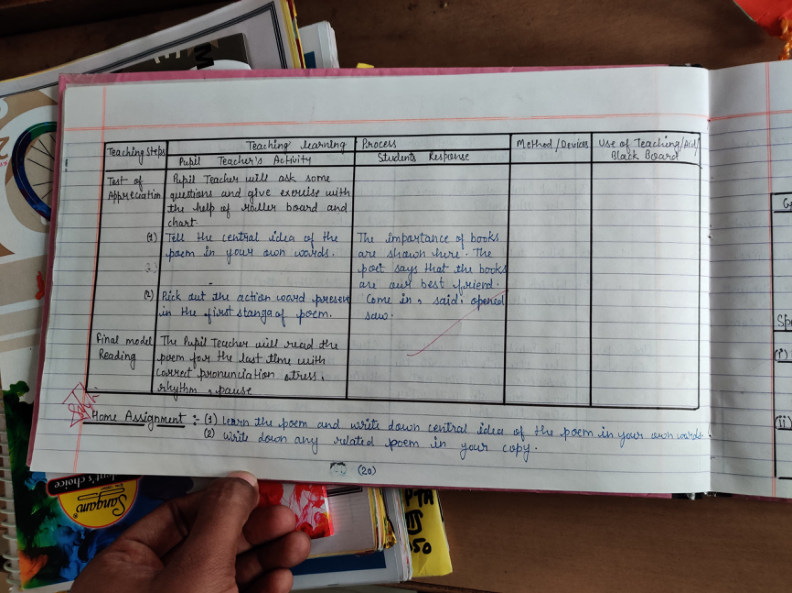 Teaching Steps
Teaching learning Process
Method/Devices
Use of Teaching/Aid/
Black Board
Pupil Teacher's Activity
Students Response
Test of
Appreciation
Pupil Teacher will ask some
questions and give exercise with
the help of roller board and
chart.
(1) Tell the central idea of the
poem in your own words.
The importance of books
are shown here. The
poet says that the books
are our best friend.
(2) Pick out the action word present
in the first stanga of poem.
Come in, said, opened
saw.
Final model
Reading
The Pupil Teacher will read the
poem for the last time with
correct pronunciation, stress,
rhythm, pause
Home Assignment :- (1) Learn the poem and write down central idea of the poem in your own words.
(2) Write down any related poem in your copy.
(20)
Sangam
student's choice
(i)
(ii)